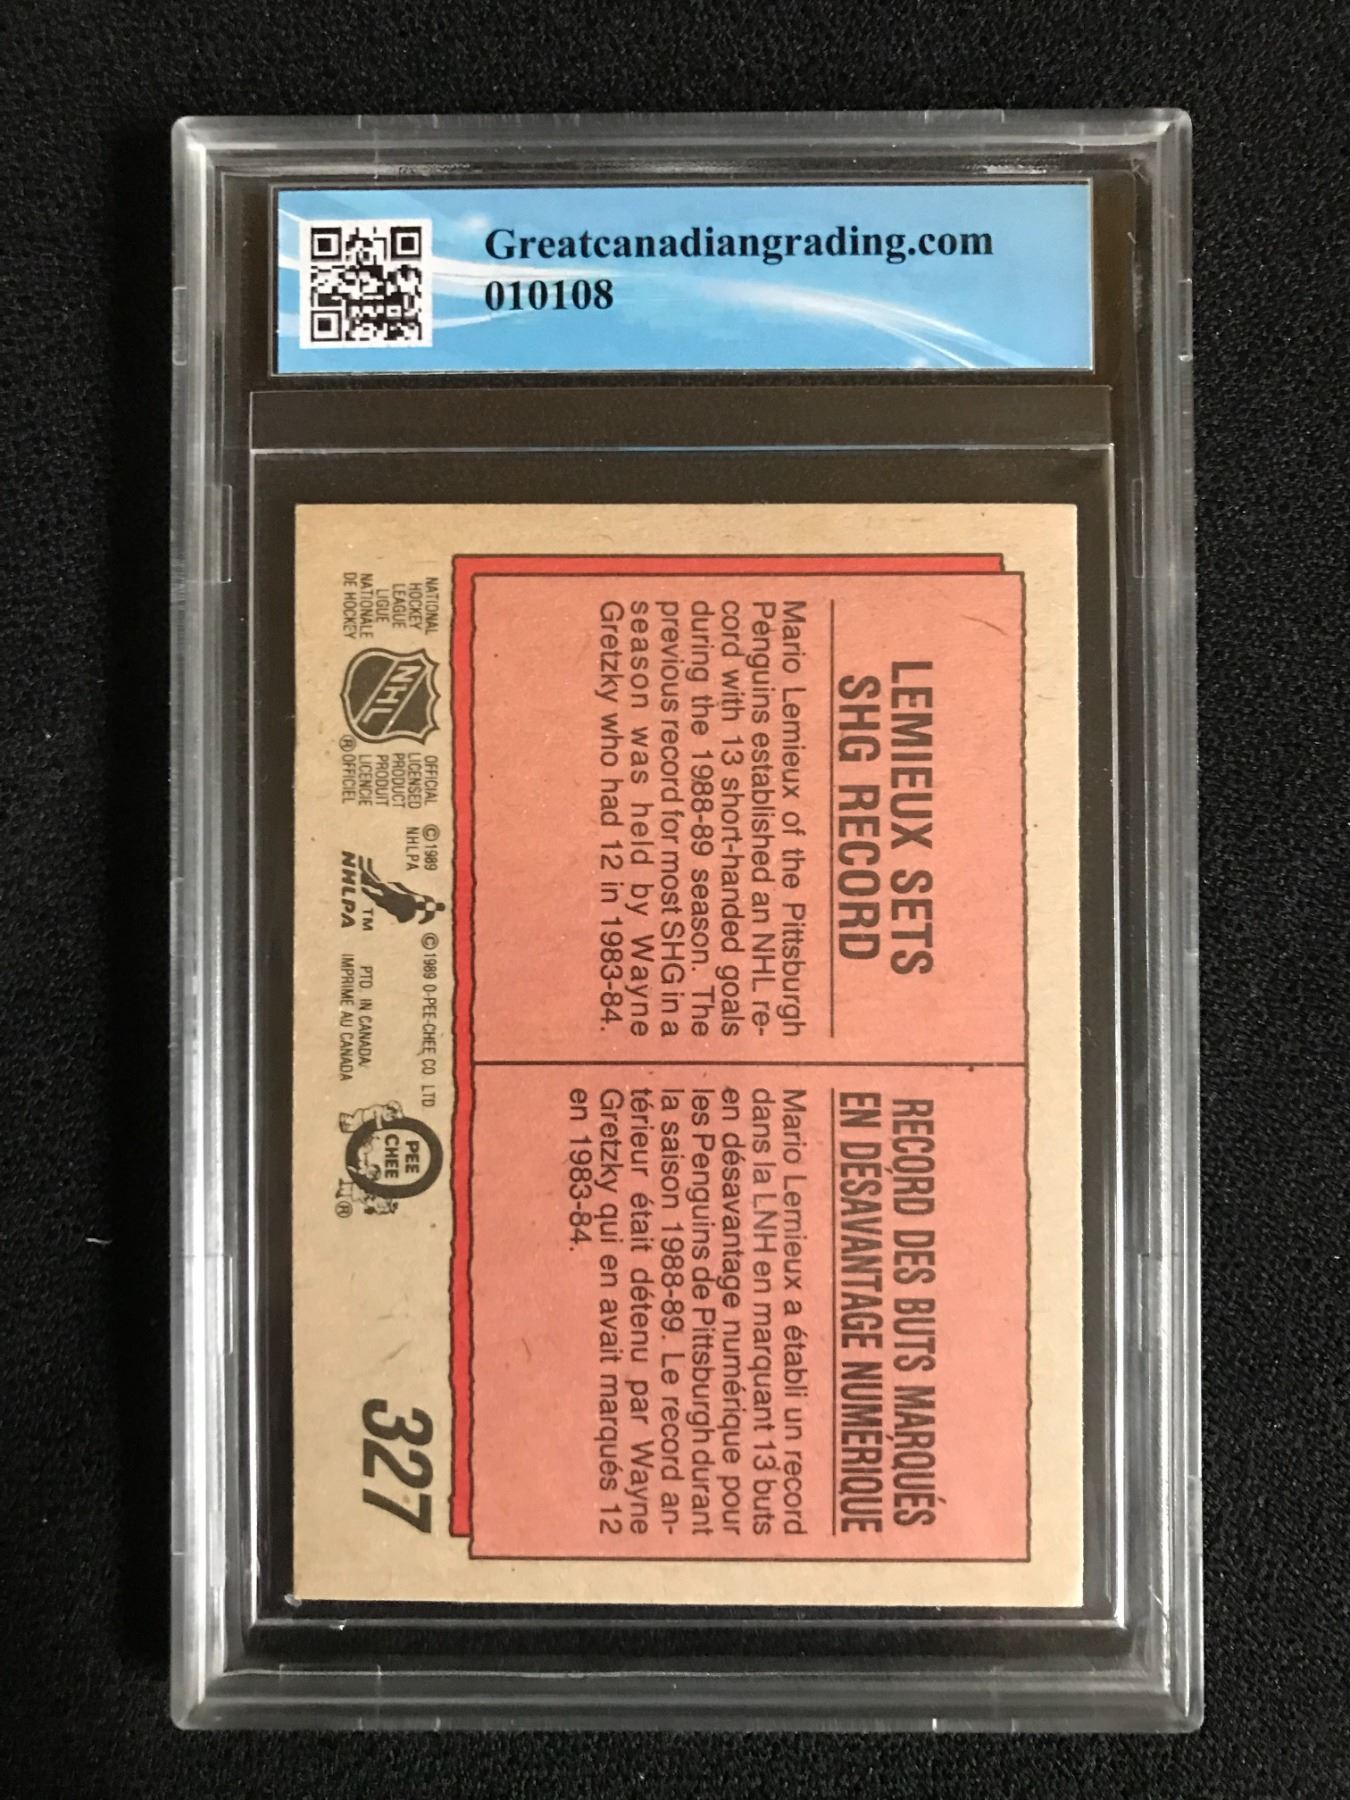 Greatcanadiangrading.com
010108
LEMIEUX SETS
SHG RECORD
Mario Lemieux of the Pittsburgh
Penguins established an NHL re-
cord with 13 short-handed goals
during the 1988-89 season. The
previous record for most SHG in a
season was held by Wayne
Gretzky who had 12 in 1983-84.
RECORD DES BUTS MARQUÉS
EN DÉSAVANTAGE NUMÉRIQUE
Mario Lemieux a établi un record
dans la LNH en marquant 13 buts
en désavantage numérique pour
les Penguins de Pittsburgh durant
la saison 1988-89. Le record an-
térieur était détenu par Wayne
Gretzky qui en avait marqués 12
en 1983-84.
NATIONAL
HOCKEY
LEAGUE
LIGUE
NATIONALE
DE HOCKEY
NHL
®
OFFICIAL
LICENSED
PRODUCT
PRODUIT
LICENCIE
OFFICIEL
©1989
NHLPA
TM
NHLPA
©1989 O-PEE-CHEE CO. LTD
PTD. IN CANADA
IMPRIME AU CANADA
O
PEE
CHEE
®
327